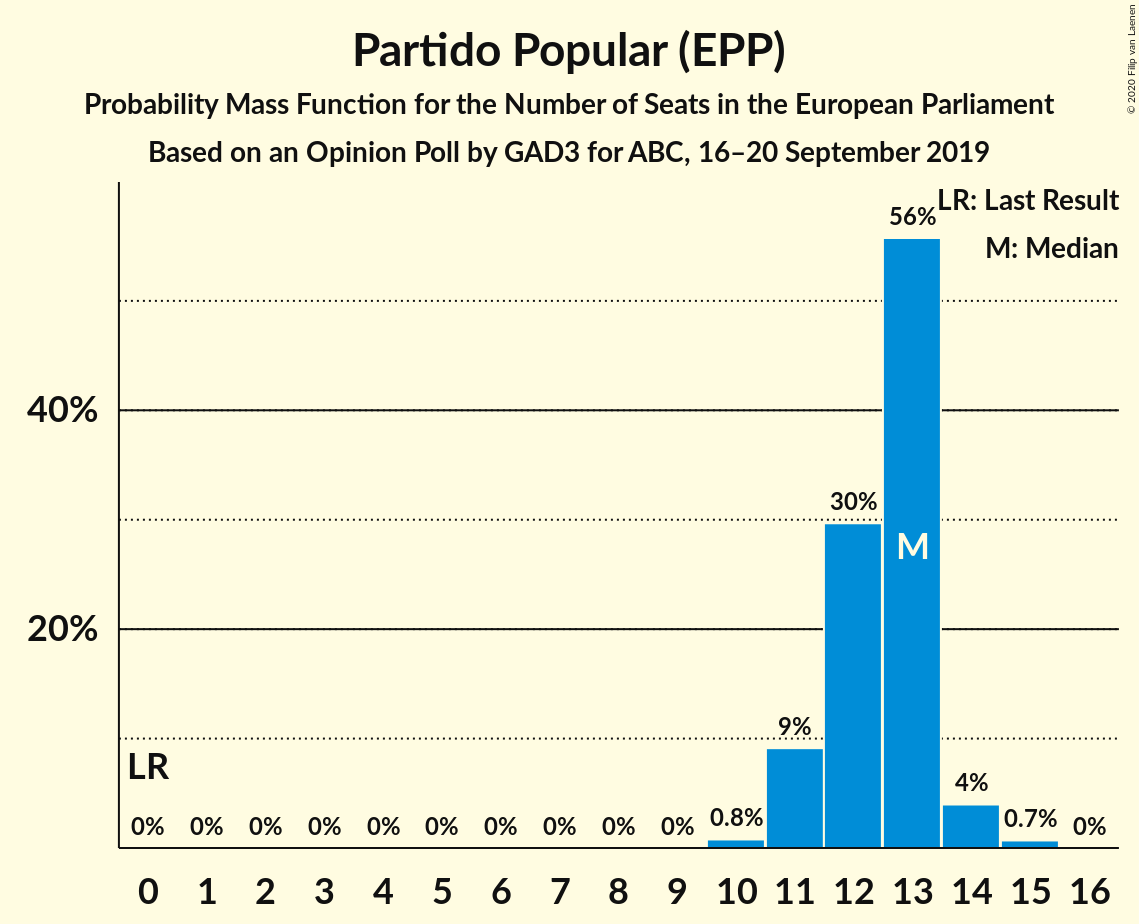 Partido Popular (EPP)
Probability Mass Function for the Number of Seats in the European Parliament
Based on an Opinion Poll by GAD3 for ABC, 16–20 September 2019
© 2020 Filip van Laenen
LR: Last Result
M: Median
56%
40%
30%
M
20%
9%
LR
4%
0% 0% 0% 0% 0% 0% 0% 0% 0% 0% 0.8% 0.7% 0%
0 1 2 3 4 5 6 7 8 9 10 11 12 13 14 15 16